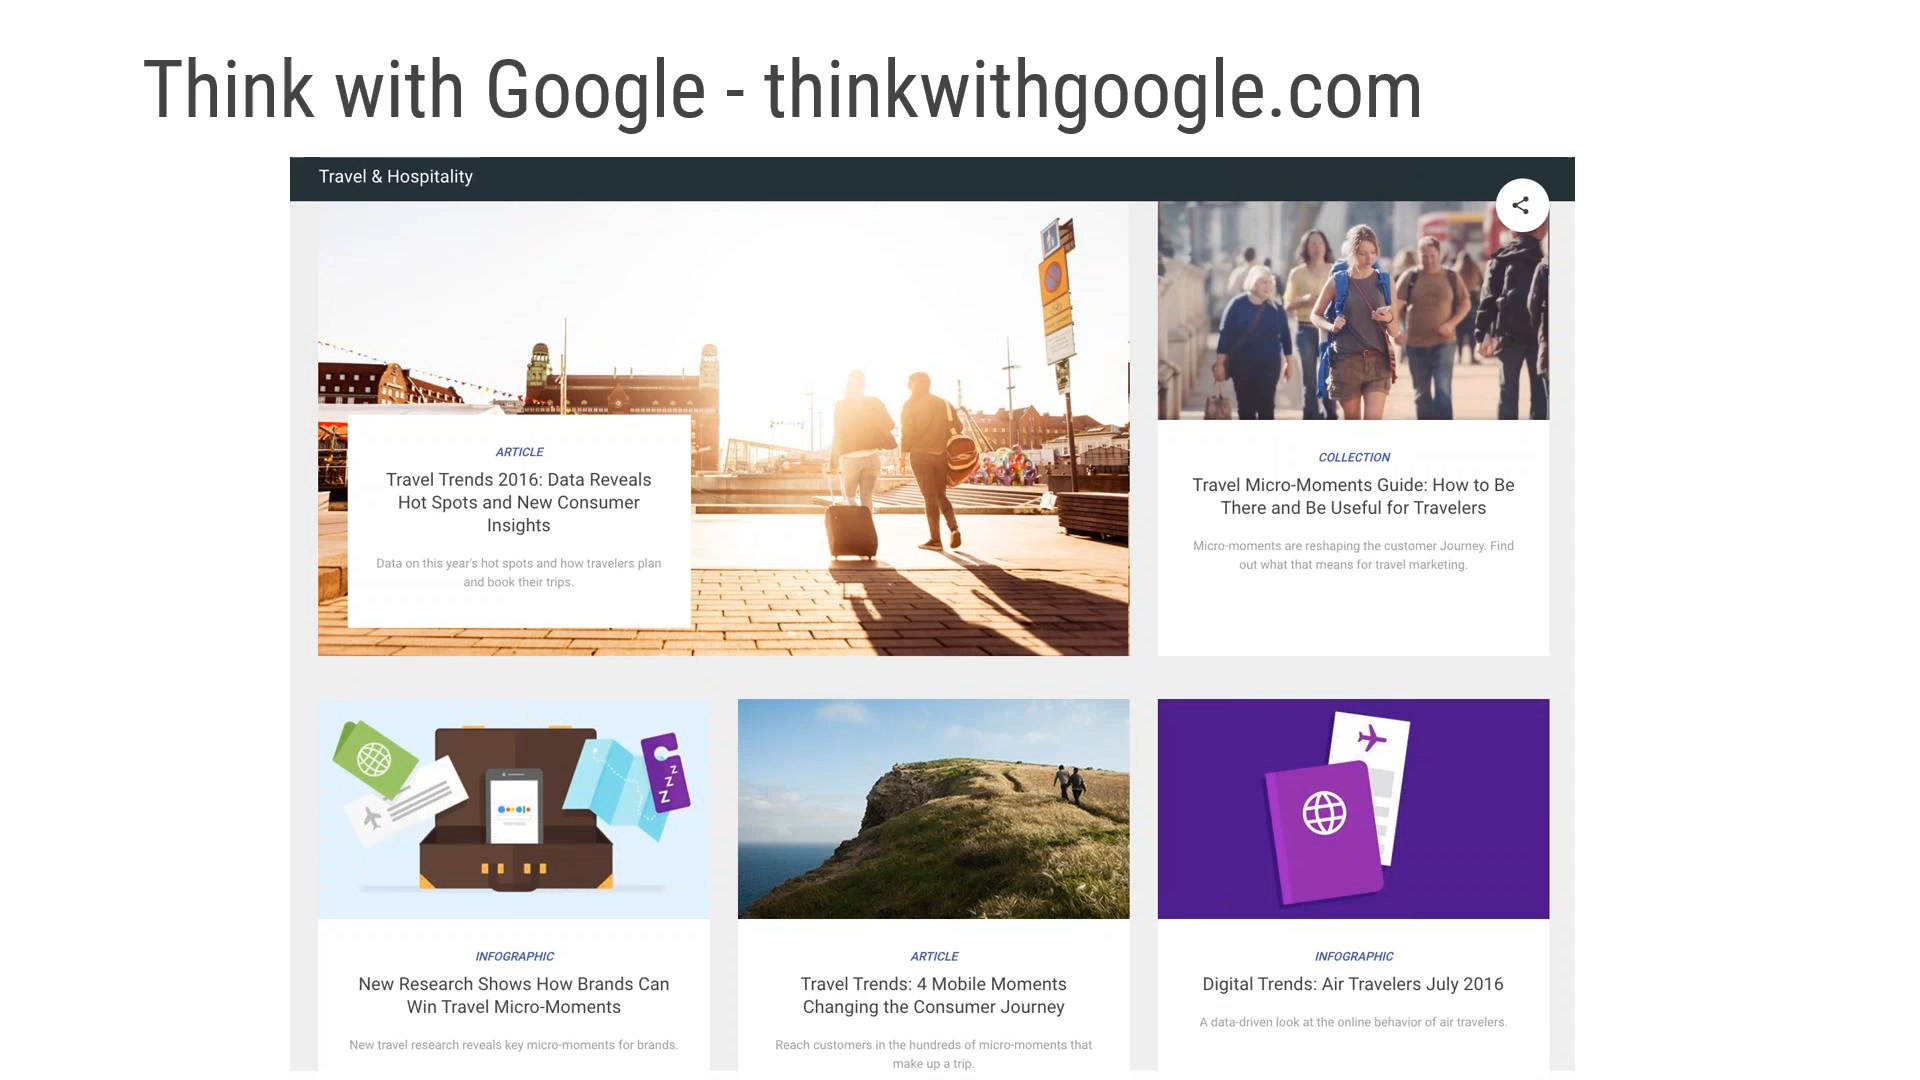 Think with Google - thinkwithgoogle.com
Travel & Hospitality
ARTICLE
Travel Trends 2016: Data Reveals
Hot Spots and New Consumer
Insights
Data on this year's hot spots and how travelers plan
and book their trips.
COLLECTION
Travel Micro-Moments Guide: How to Be
There and Be Useful for Travelers
Micro-moments are reshaping the customer Journey. Find
out what that means for travel marketing.
Z
Z
Z
INFOGRAPHIC
New Research Shows How Brands Can
Win Travel Micro-Moments
New travel research reveals key micro-moments for brands.
ARTICLE
Travel Trends: 4 Mobile Moments
Changing the Consumer Journey
Reach customers in the hundreds of micro-moments that
make up a trip.
INFOGRAPHIC
Digital Trends: Air Travelers July 2016
A data-driven look at the online behavior of air travelers.